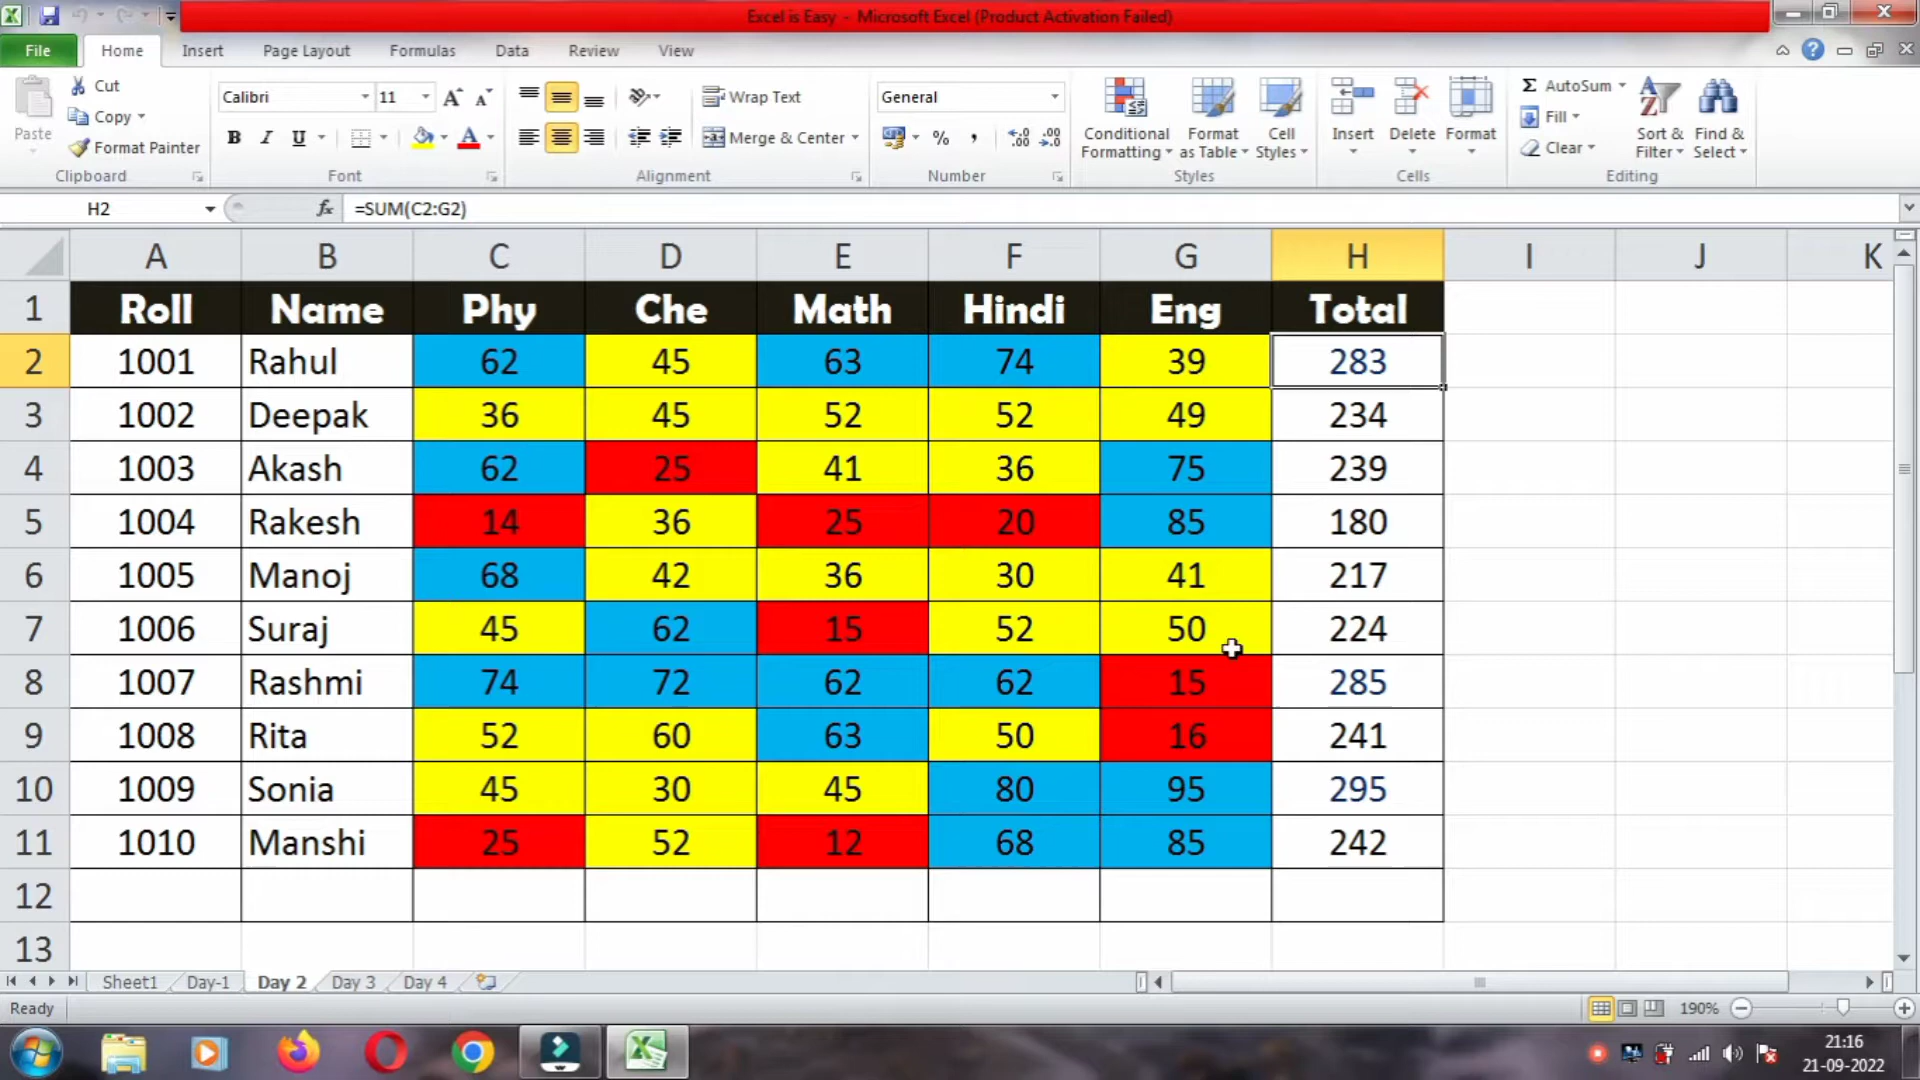 Excel is Easy - Microsoft Excel (Product Activation Failed)
File Home Insert Page Layout Formulas Data Review View
Paste
Cut
Copy
Format Painter
Clipboard
Calibri 11
B I U
Font
Wrap Text
Merge & Center
Alignment
General
%
Number
Conditional Formatting
Format as Table
Cell Styles
Styles
Insert Delete Format
Cells
Σ AutoSum
Fill
Clear
Sort & Filter
Find & Select
Editing
H2 fx =SUM(C2:G2)
A B C D E F G H I J K
1 Roll Name Phy Che Math Hindi Eng Total
2 1001 Rahul 62 45 63 74 39 283
3 1002 Deepak 36 45 52 52 49 234
4 1003 Akash 62 25 41 36 75 239
5 1004 Rakesh 14 36 25 20 85 180
6 1005 Manoj 68 42 36 30 41 217
7 1006 Suraj 45 62 15 52 50 224
8 1007 Rashmi 74 72 62 62 15 285
9 1008 Rita 52 60 63 50 16 241
10 1009 Sonia 45 30 45 80 95 295
11 1010 Manshi 25 52 12 68 85 242
12
13
Sheet1 Day-1 Day 2 Day 3 Day 4
Ready 190%
21:16
21-09-2022